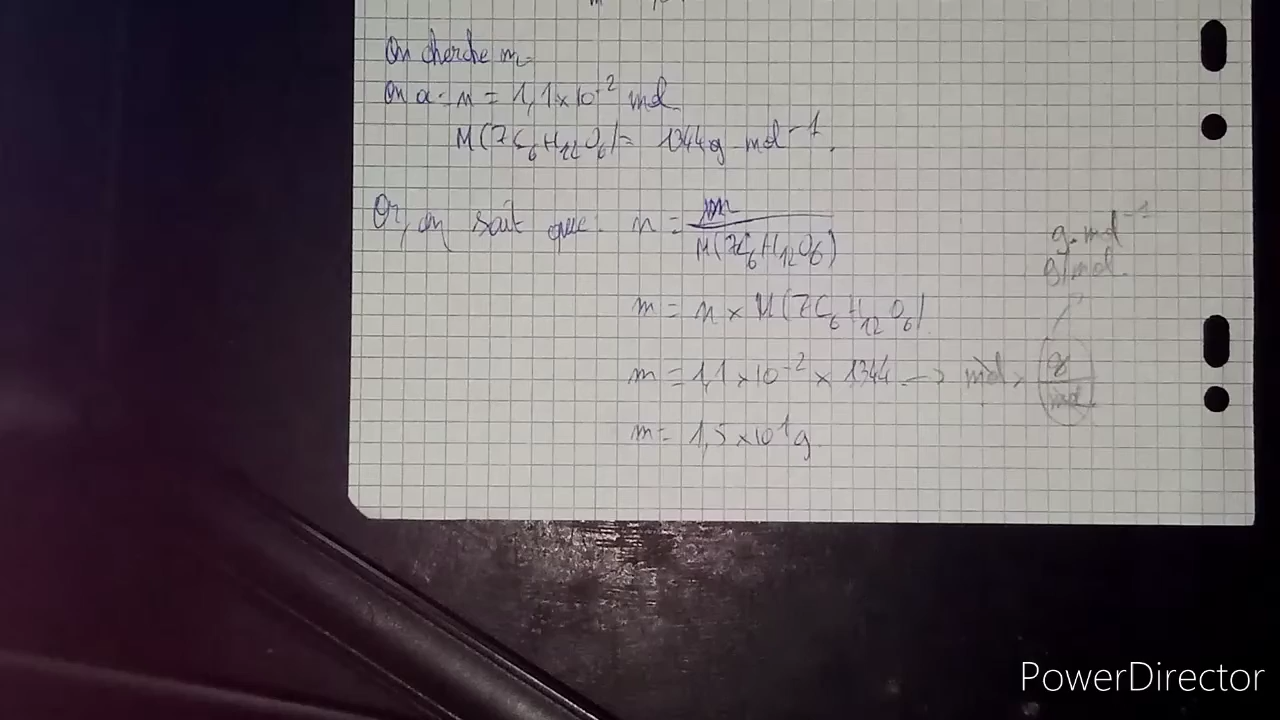 On cherche m.
On a : n = 1,1 × 10⁻² mol
M(7C₆H₁₂O₆) = 1344 g.mol⁻¹.
Or, on sait que : n = m / M(7C₆H₁₂O₆)
g.mol⁻¹
g/mol.
m = n × M(7C₆H₁₂O₆).
m = 1,1 × 10⁻² × 1344 → mol × g / mol
m = 1,5 × 10¹ g
PowerDirector